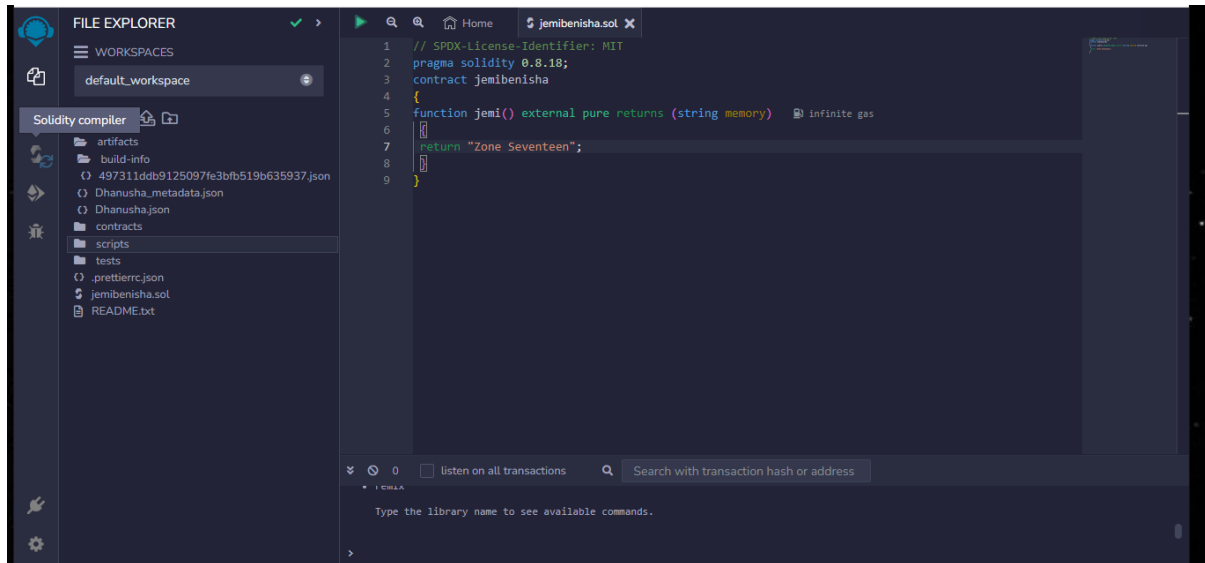 FILE EXPLORER
WORKSPACES
default_workspace
Solidity compiler
artifacts
build-info
{} 497311ddb9125097fe3bfb519b635937.json
{} Dhanusha_metadata.json
{} Dhanusha.json
contracts
scripts
tests
{} .prettierrc.json
jemibenisha.sol
README.txt
Home
jemibenisha.sol
1 // SPDX-License-Identifier: MIT
2 pragma solidity 0.8.18;
3 contract jemibenisha
4 {
5 function jemi() external pure returns (string memory) infinite gas
6 {
7 return "Zone Seventeen";
8 }
9 }
0 listen on all transactions Search with transaction hash or address
• remix
Type the library name to see available commands.
>